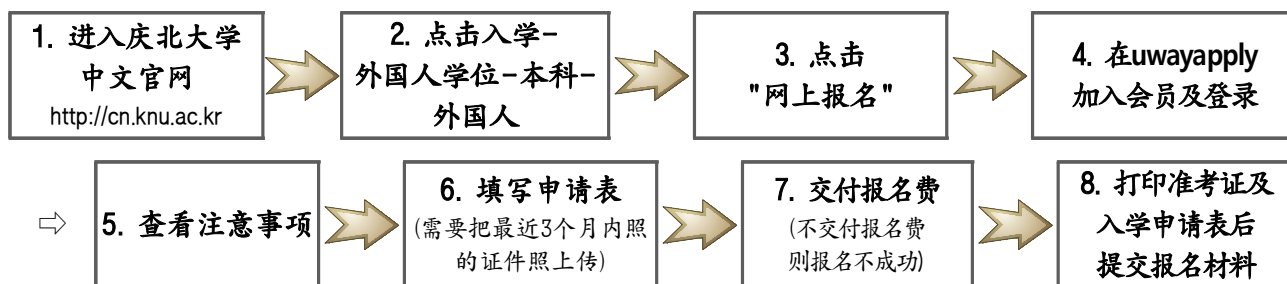 1. 进入庆北大学
中文官网
http://cn.knu.ac.kr
2. 点击入学-
外国人学位-本科-
外国人
3. 点击
"网上报名"
4. 在uwayapply
加入会员及登录
⇨
5. 查看注意事项
6. 填写申请表
(需要把最近3个月内照
的证件照上传)
7. 交付报名费
(不交付报名费
则报名不成功)
8. 打印准考证及
入学申请表后
提交报名材料